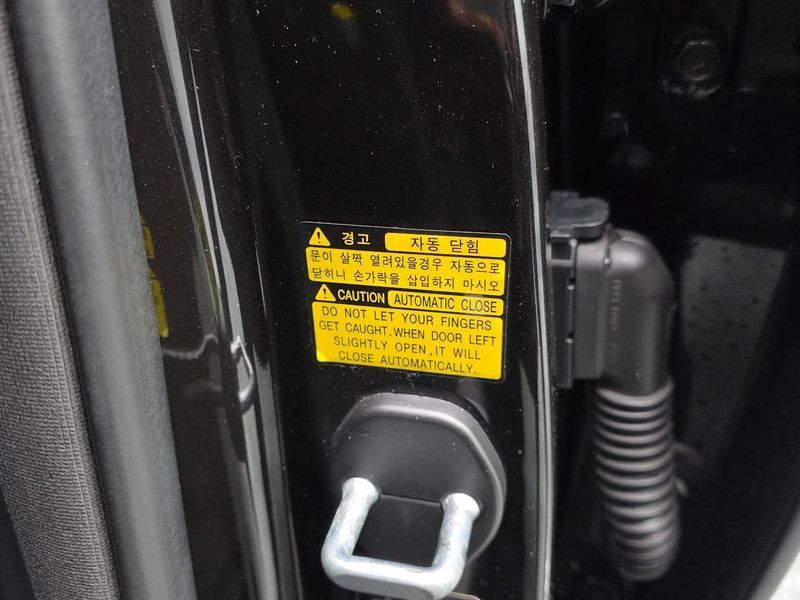 경고 자동 닫힘
문이 살짝 열려있을경우 자동으로
닫히니 손가락을 삽입하지 마시오
CAUTION AUTOMATIC CLOSE
DO NOT LET YOUR FINGERS
GET CAUGHT.WHEN DOOR LEFT
SLIGHTLY OPEN,IT WILL
CLOSE AUTOMATICALLY.